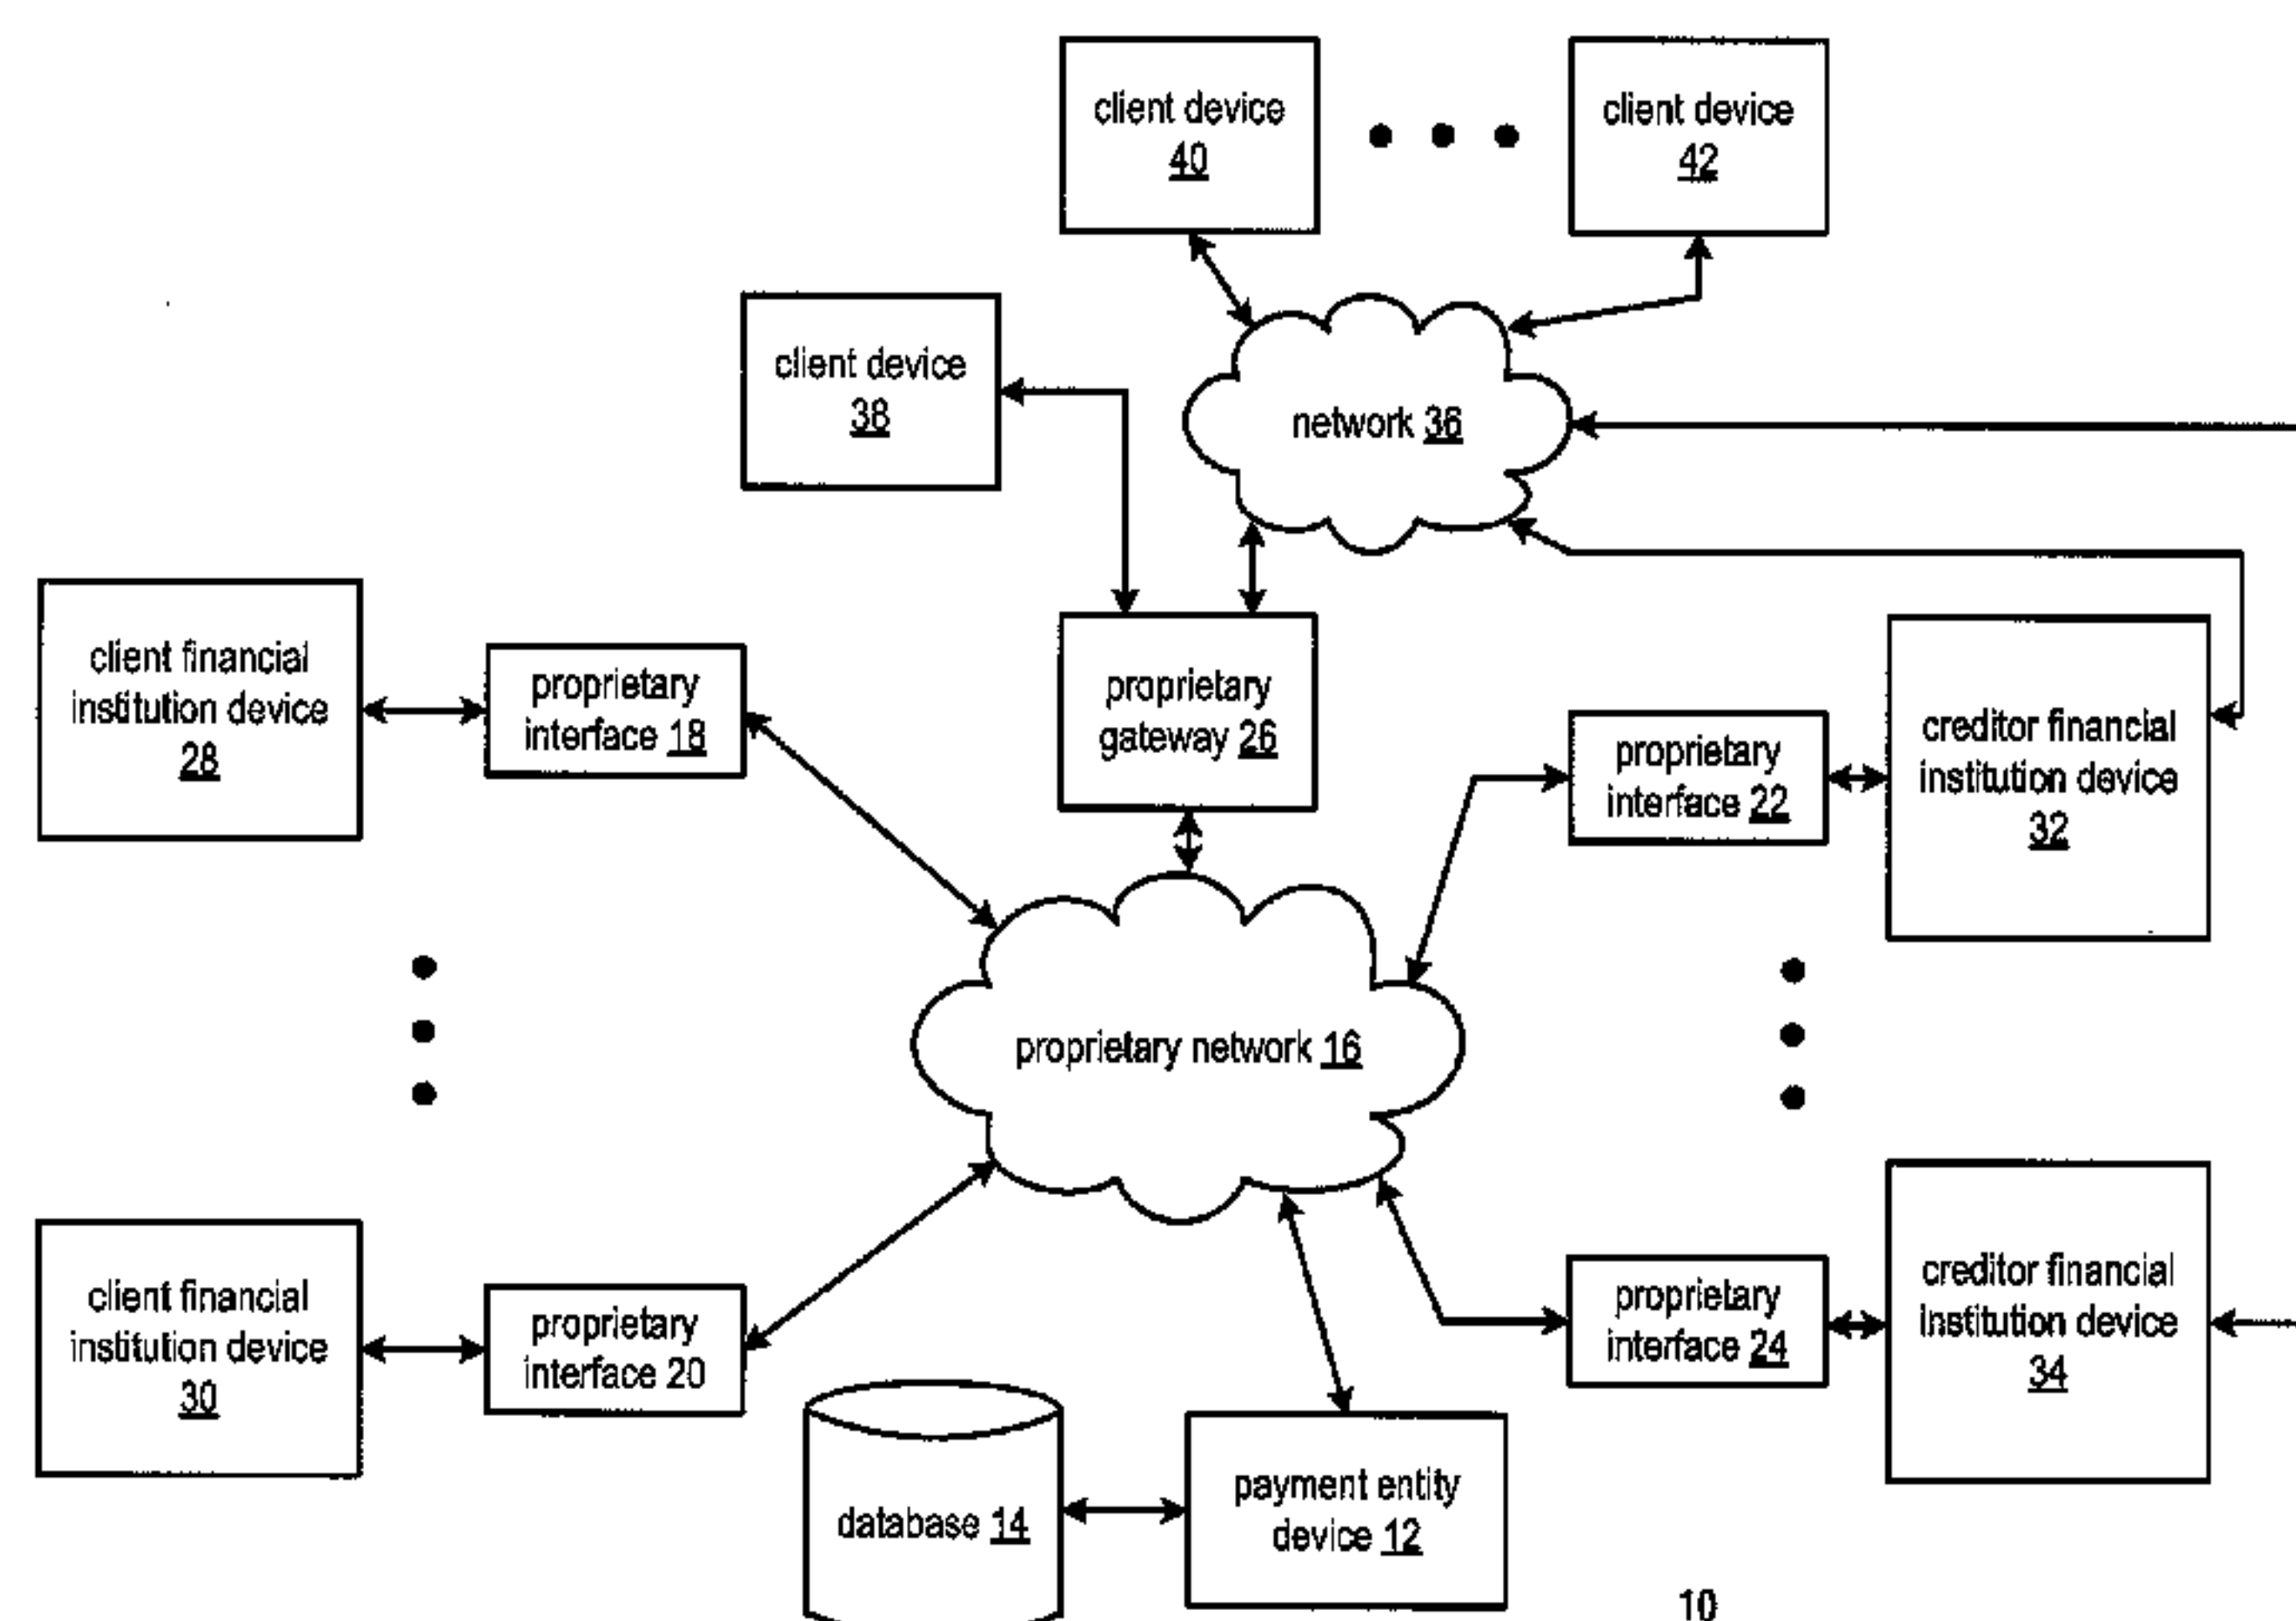 client device
40
client device
42
client device
38
network 36
client financial
institution device
28
proprietary
interface 18
proprietary
gateway 26
proprietary
interface 22
creditor financial
institution device
32
proprietary network 16
client financial
institution device
30
proprietary
interface 20
proprietary
interface 24
creditor financial
institution device
34
database 14
payment entity
device 12
10